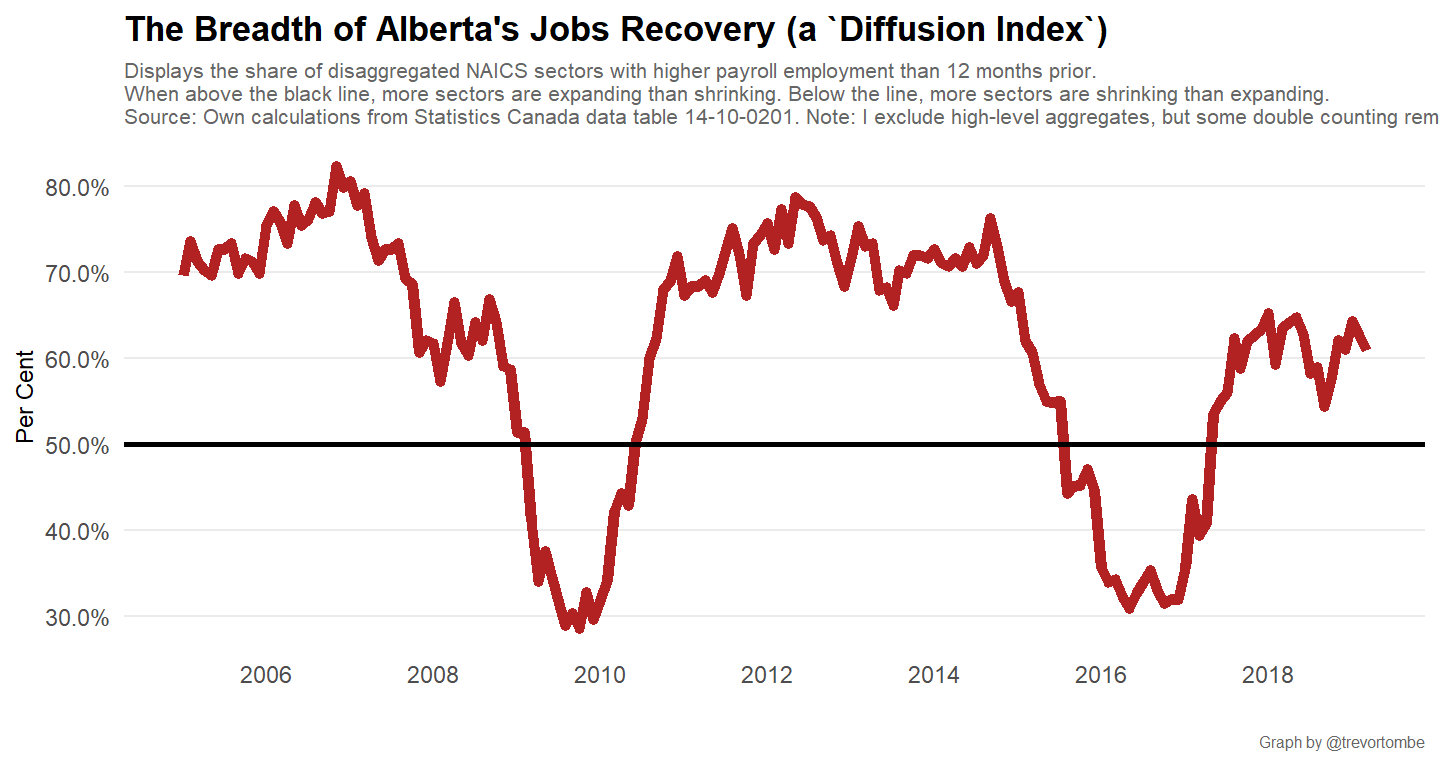 The Breadth of Alberta's Jobs Recovery (a `Diffusion Index`)
Displays the share of disaggregated NAICS sectors with higher payroll employment than 12 months prior.
When above the black line, more sectors are expanding than shrinking. Below the line, more sectors are shrinking than expanding.
Source: Own calculations from Statistics Canada data table 14-10-0201. Note: I exclude high-level aggregates, but some double counting rem
Per Cent
80.0%
70.0%
60.0%
50.0%
40.0%
30.0%
2006 2008 2010 2012 2014 2016 2018
Graph by @trevortombe